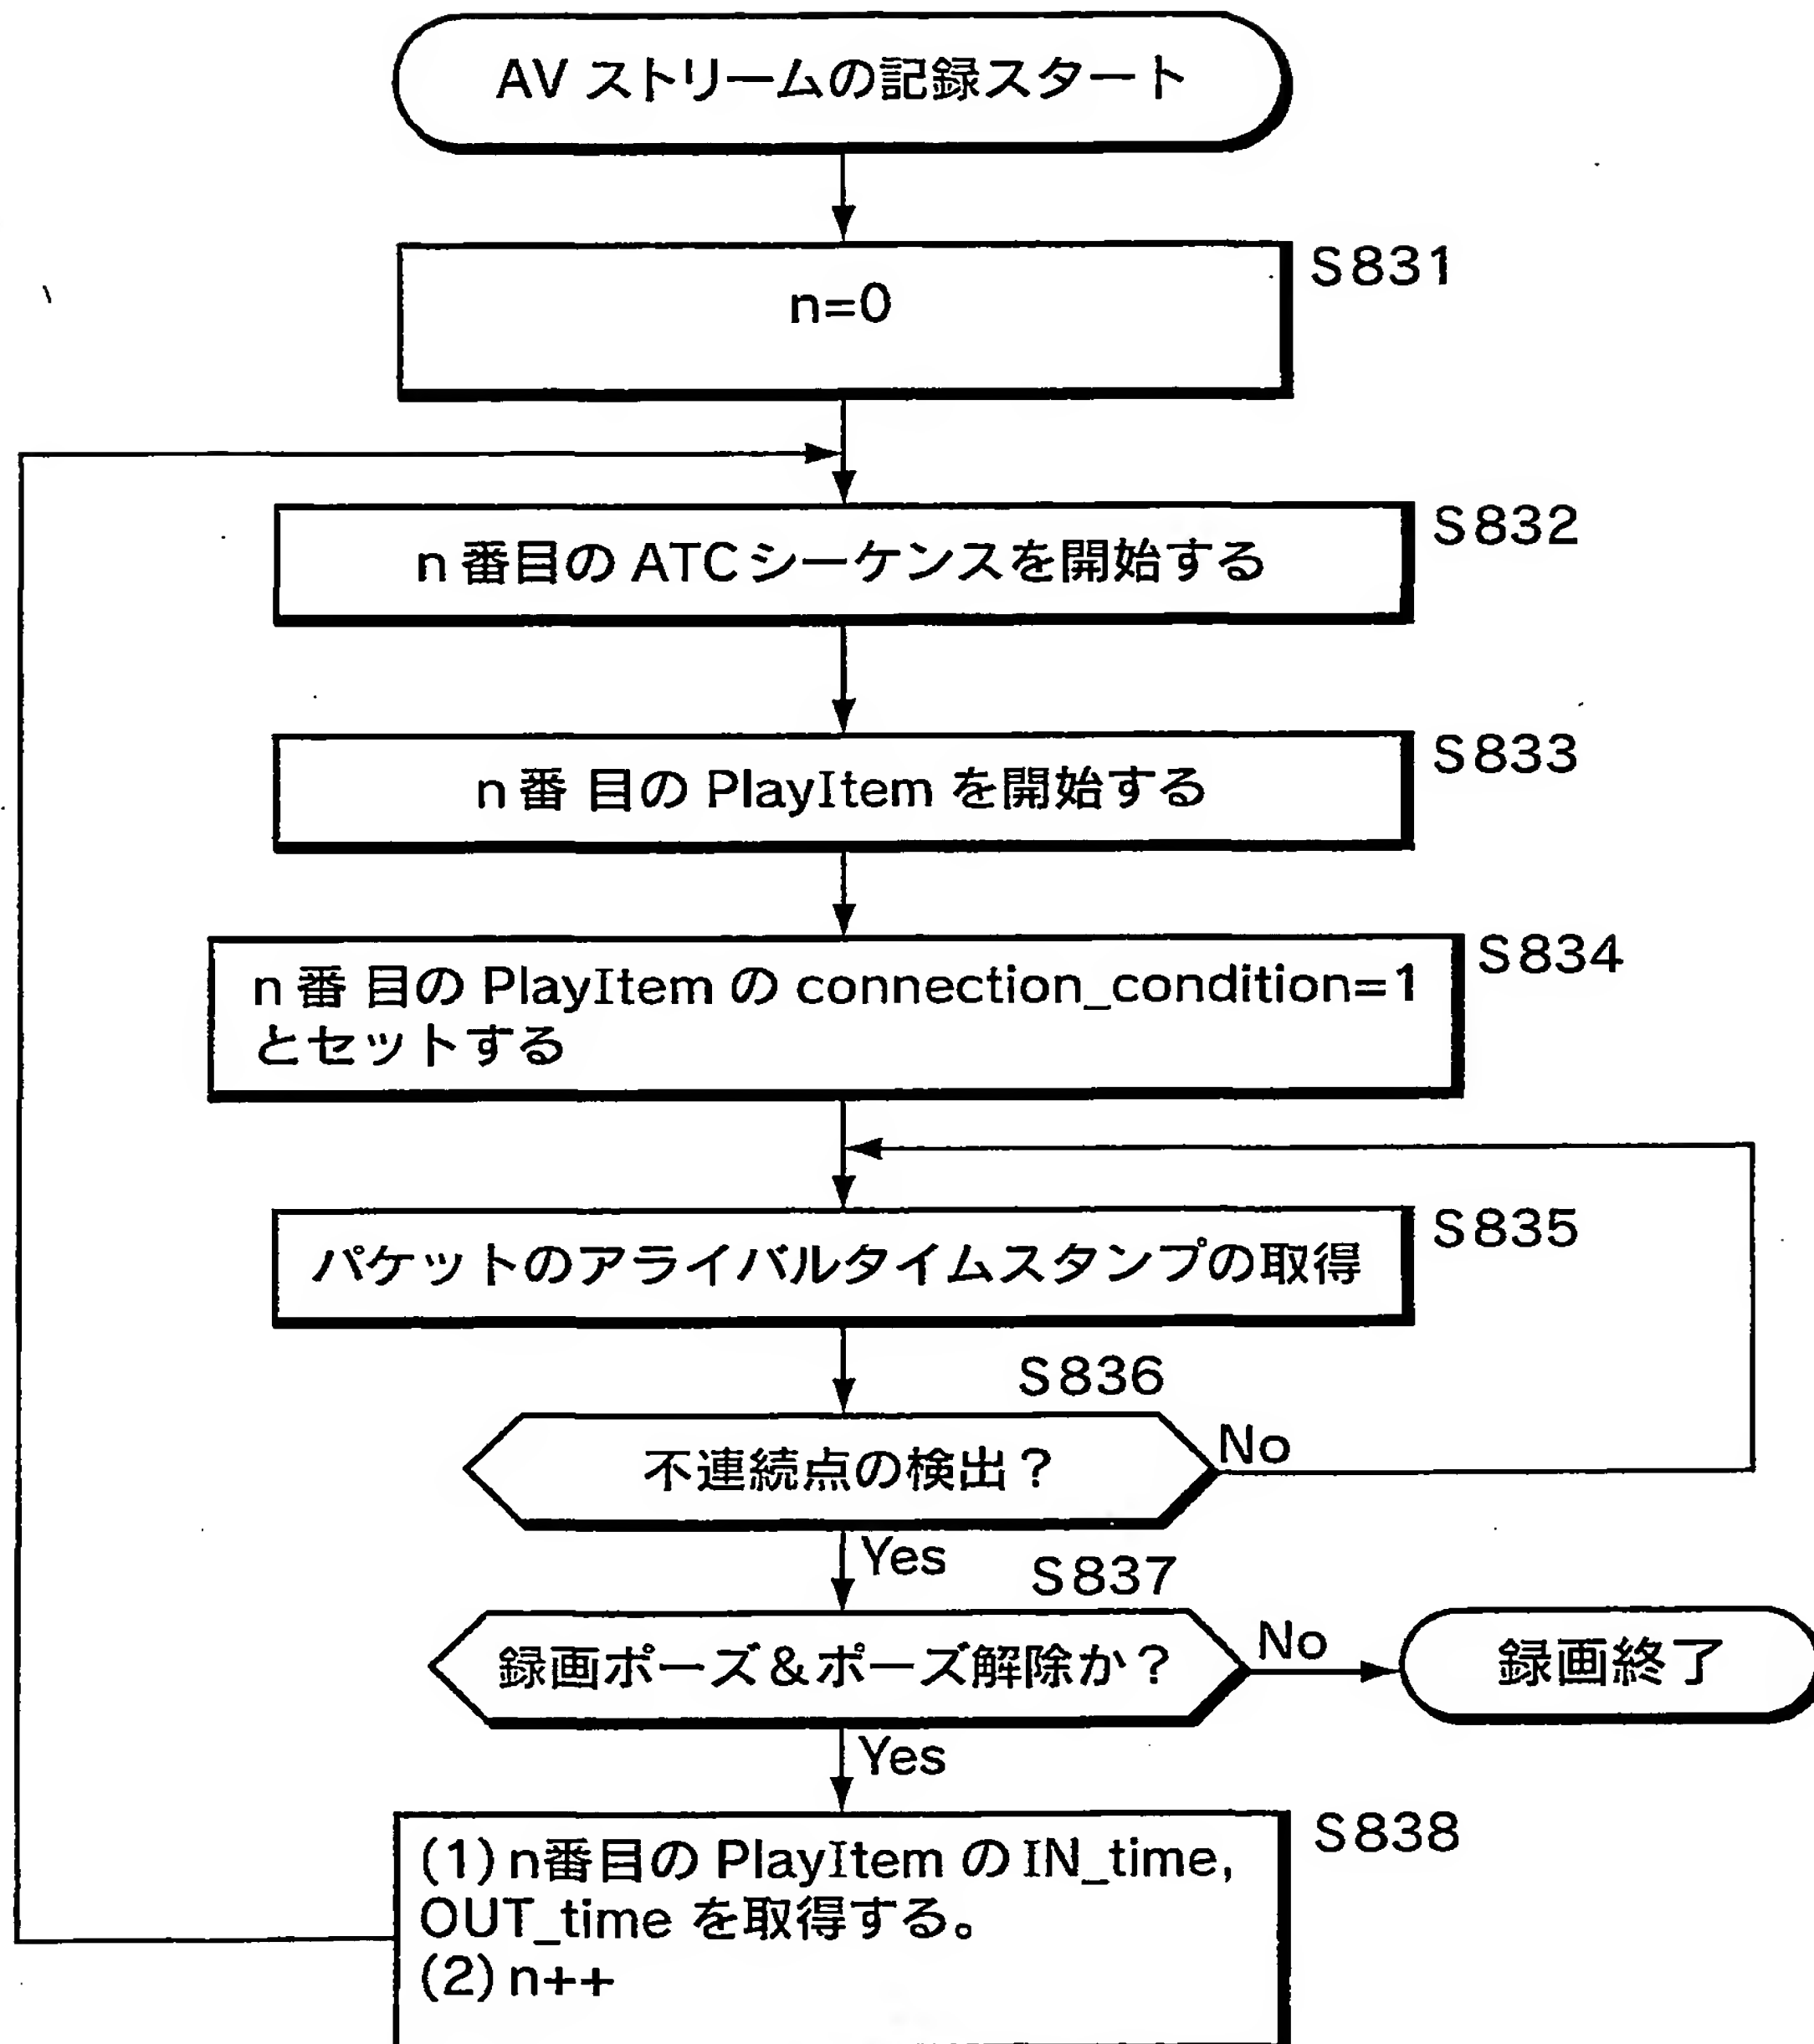 AV ストリームの記録スタート
S831
n=0
S832
n番目の ATCシーケンスを開始する
S833
n番 目の PlayItem を開始する
S834
n番 目の PlayItem の connection_condition=1
とセットする
S835
パケットのアライバルタイムスタンプの取得
S836
不連続点の検出？
No
Yes
S837
録画ポーズ＆ポーズ解除か？
No
録画終了
Yes
S838
(1) n番目の PlayItem の IN_time,
OUT_time を取得する。
(2) n++